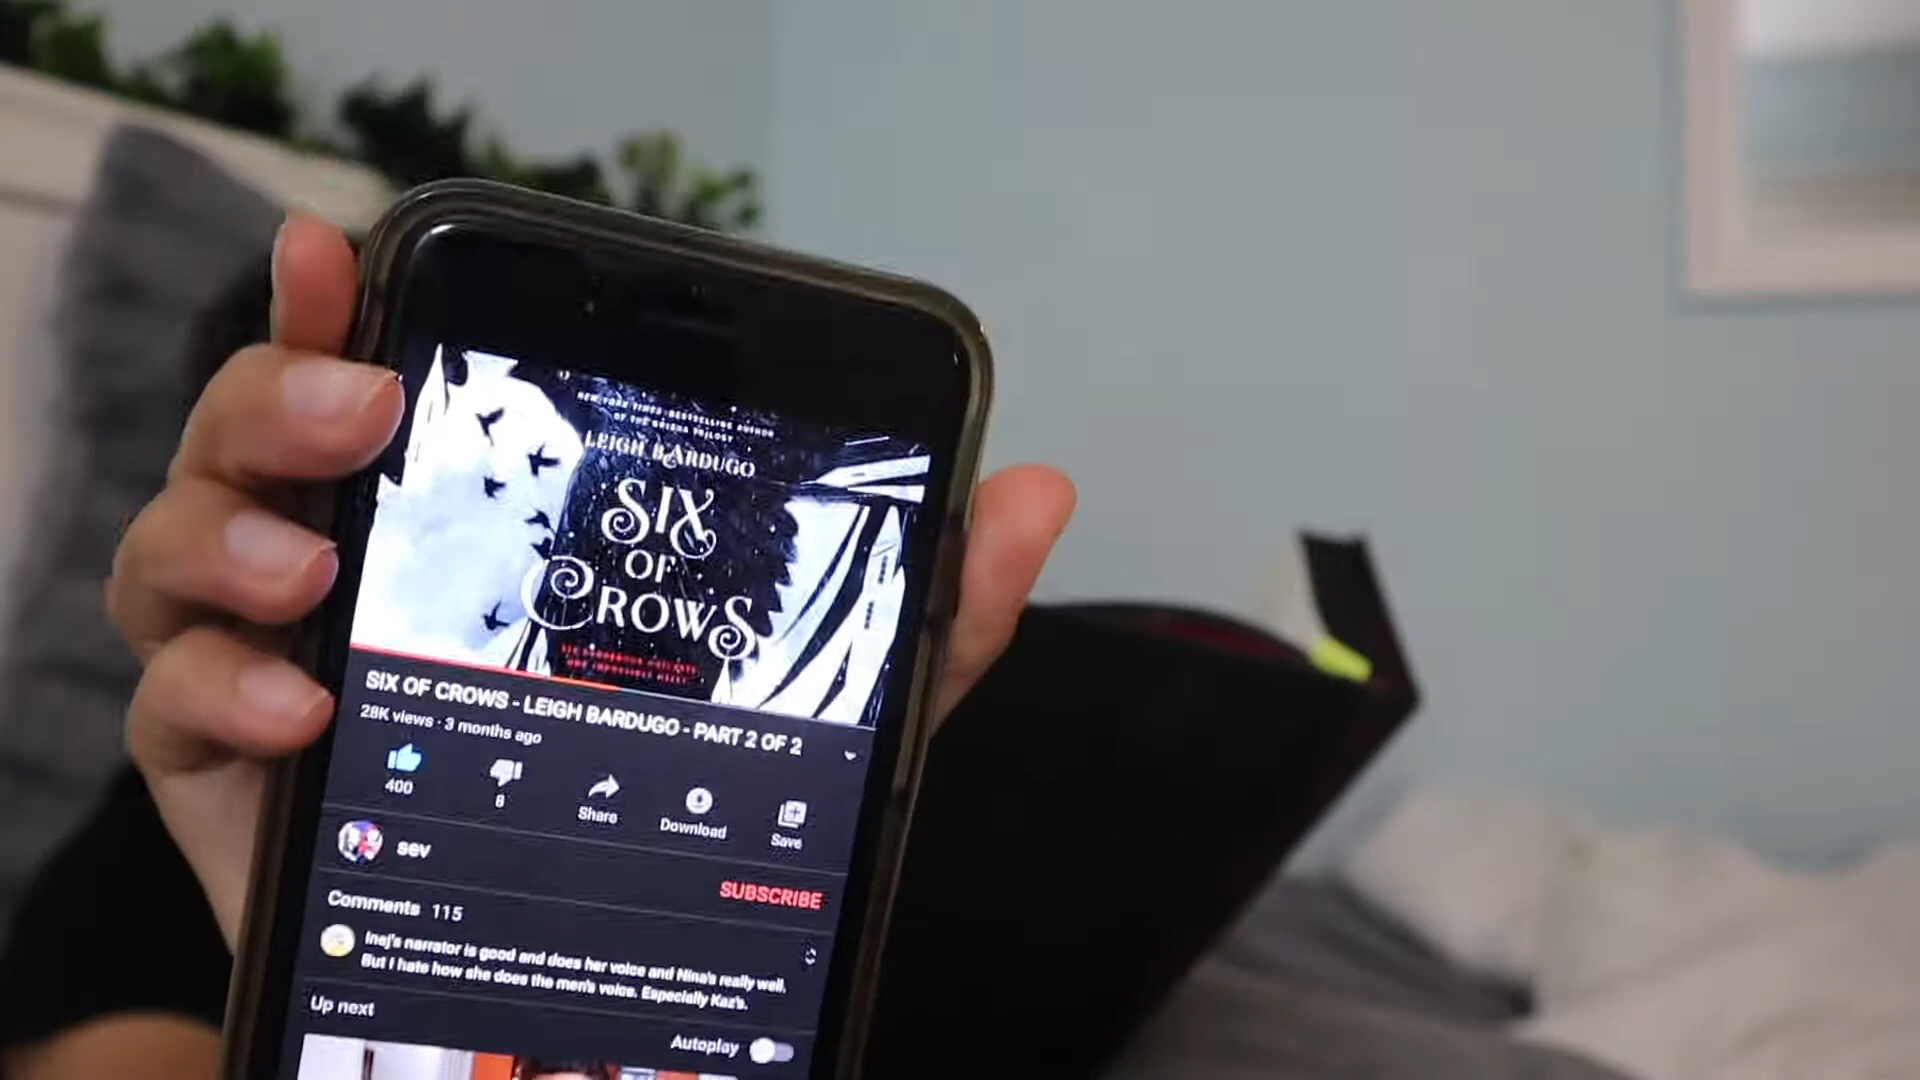 NEW YORK TIMES BESTSELLING AUTHOR
OF THE GRISHA TRILOGY
LEIGH BARDUGO
SIX
OF
CROWS
SIX OF CROWS - LEIGH BARDUGO - PART 2 OF 2
28K views · 3 months ago
400
8
Share
Download
Save
sev
SUBSCRIBE
Comments 115
Inej's narrator is good and does her voice and Nina's really well.
But I hate how she does the men's voice. Especially Kaz's.
Up next
Autoplay